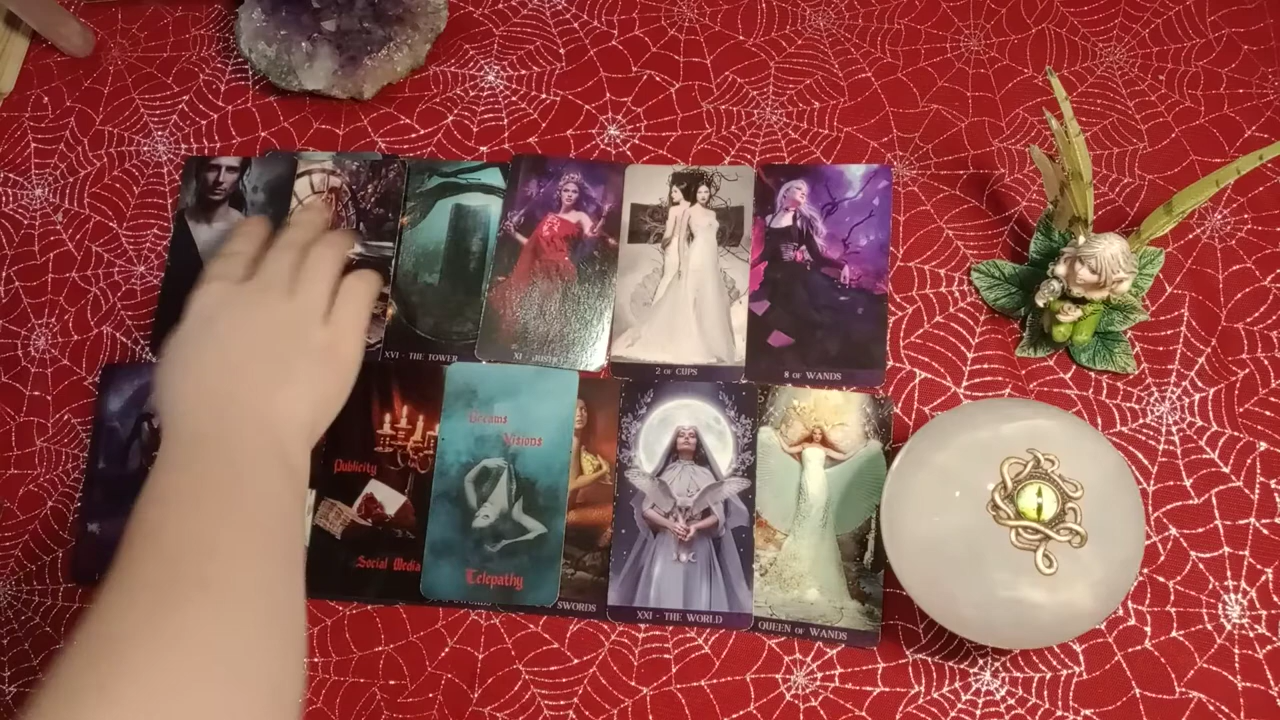 XVI - THE TOWER
XI - JUSTICE
2 OF CUPS
8 OF WANDS
Dreams
Visions
Telepathy
Publicity
Social Media
SWORDS
SWORDS
XXI - THE WORLD
QUEEN OF WANDS